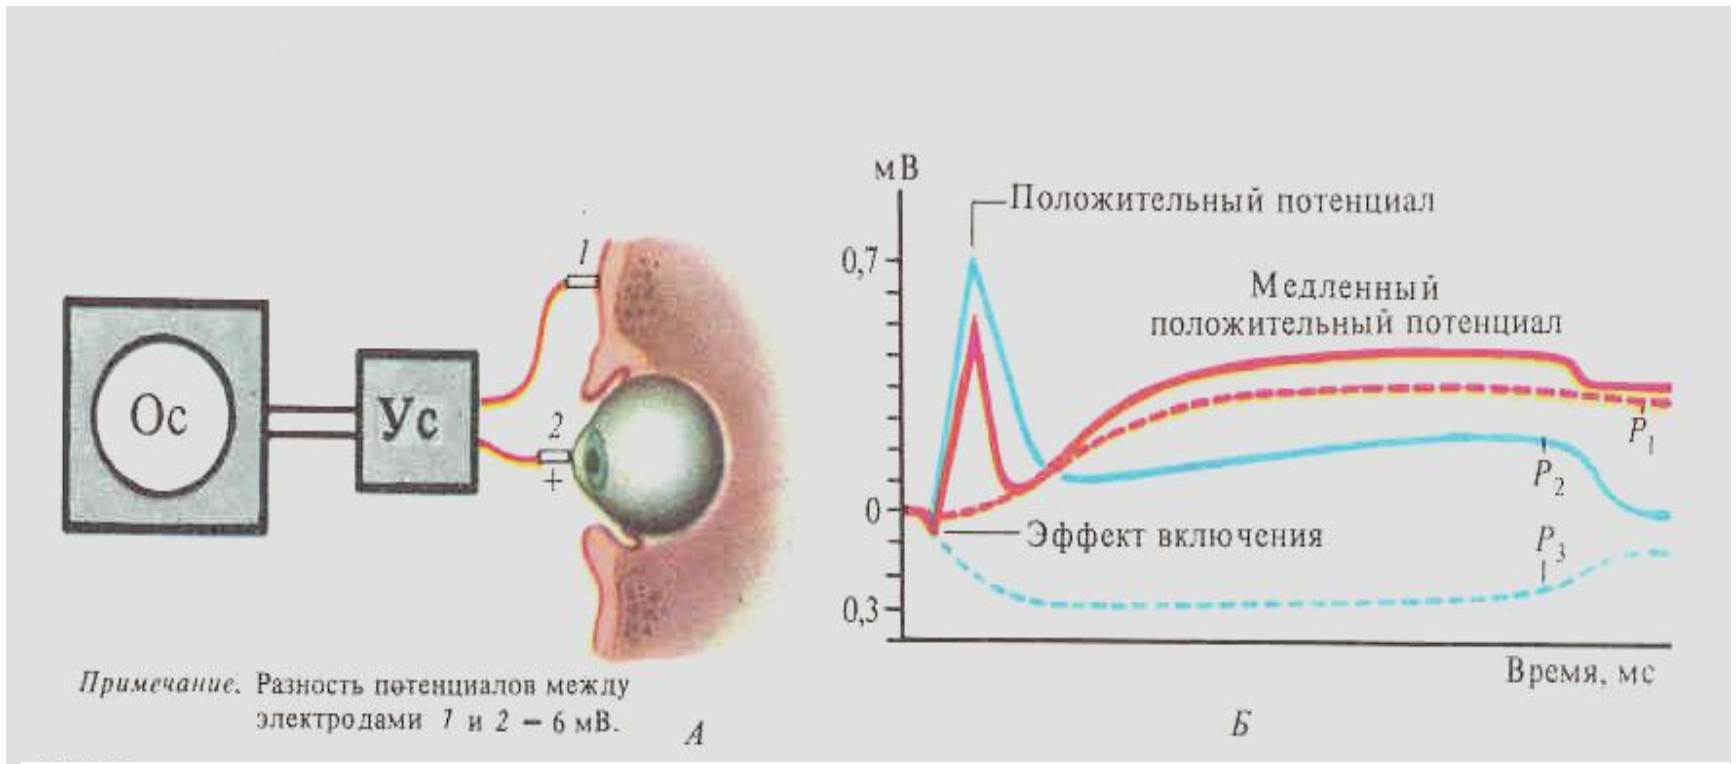 Ос
Ус
1
2
+
Примечание. Разность потенциалов между
электродами 1 и 2 — 6 мВ.
А
мВ
Положительный потенциал
0,7
Медленный
положительный потенциал
P1
P2
0
Эффект включения
P3
0,3
Время, мс
Б